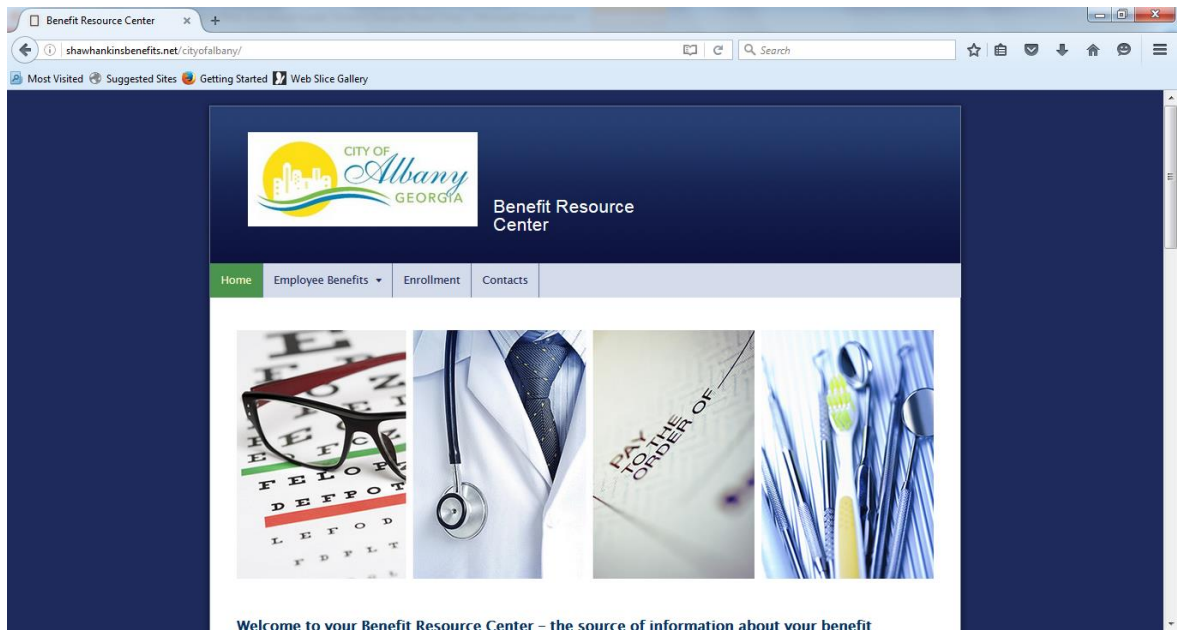 Benefit Resource Center
shawhankinsbenefits.net/cityofalbany/
Search
Most Visited Suggested Sites Getting Started Web Slice Gallery
CITY OF
Albany
GEORGIA
Benefit Resource
Center
Home Employee Benefits Enrollment Contacts
E
F E L O P
D E F P O T
L E F O D
F D P L T
PAY
TO THE
ORDER OF
Welcome to your Benefit Resource Center – the source of information about your benefit